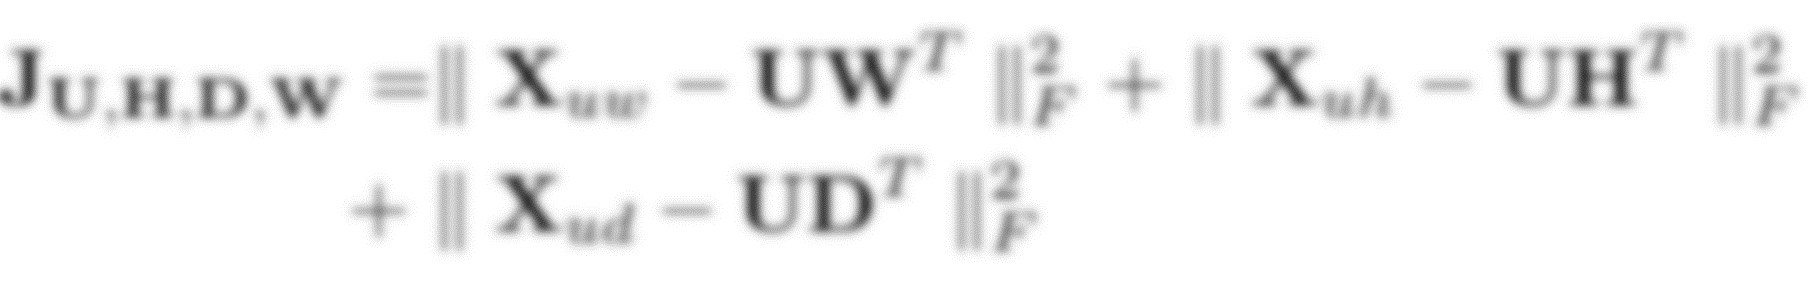 J_{U,H,D,W} =∥ X_{uw} − UW^T ∥_F^2 + ∥ X_{uh} − UH^T ∥_F^2
+ ∥ X_{ud} − UD^T ∥_F^2